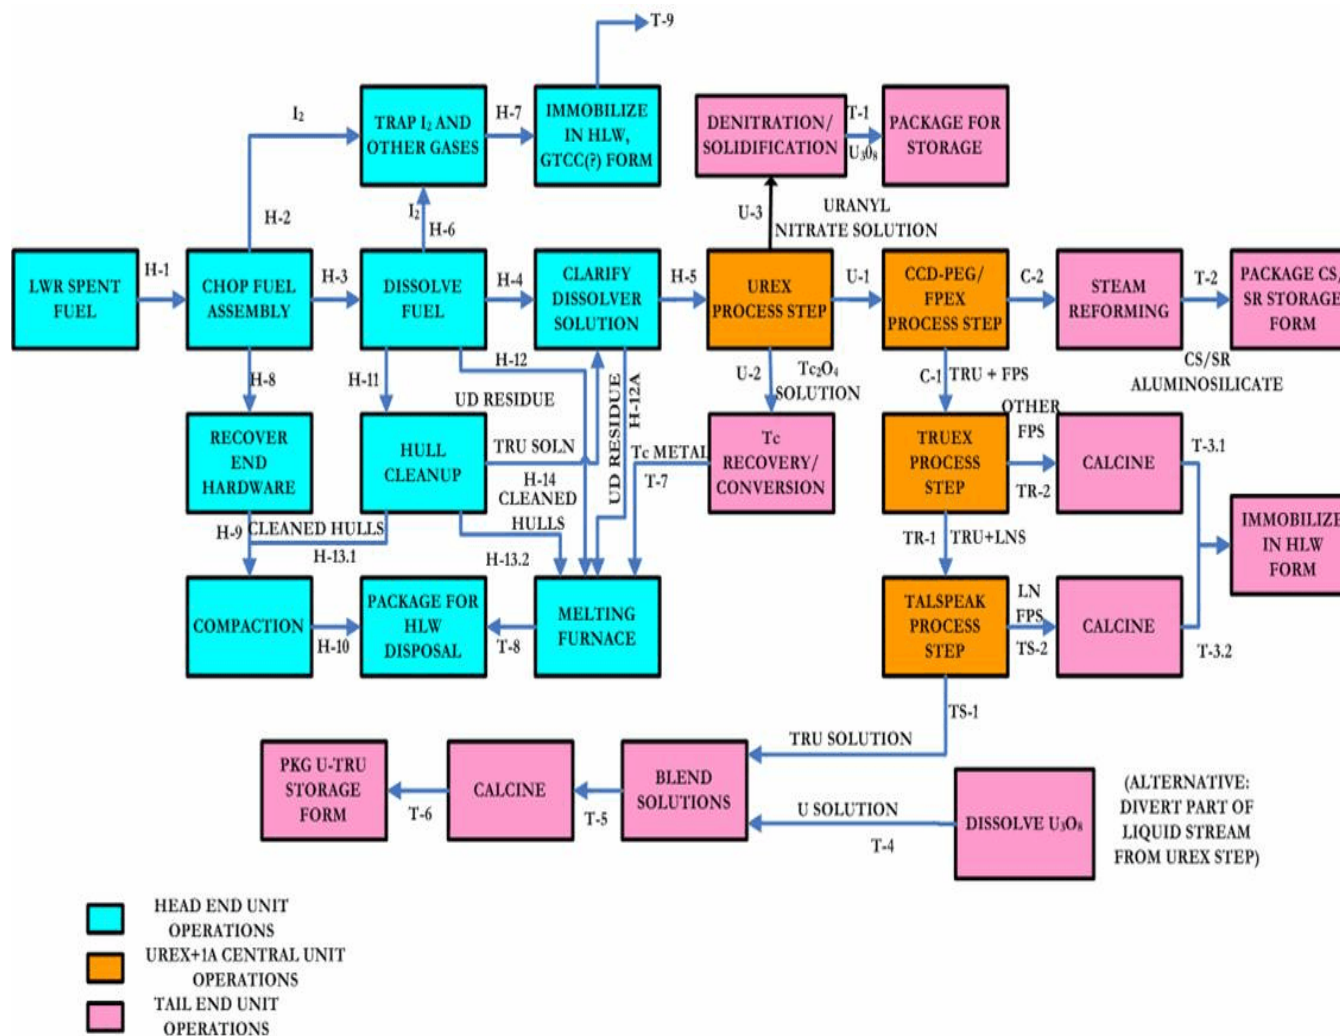 T-9
I₂
TRAP I₂ AND
OTHER GASES
H-7
IMMOBILIZE
IN HLW,
GTCC(?) FORM
DENITRATION/
SOLIDIFICATION
T-1
U₃0₈
PACKAGE FOR
STORAGE
H-2
I₂
H-6
U-3
URANYL
NITRATE SOLUTION
LWR SPENT
FUEL
H-1
CHOP FUEL
ASSEMBLY
H-3
DISSOLVE
FUEL
H-4
CLARIFY
DISSOLVER
SOLUTION
H-5
UREX
PROCESS STEP
U-1
CCD-PEG/
FPEX
PROCESS STEP
C-2
STEAM
REFORMING
T-2
PACKAGE CS/
SR STORAGE
FORM
H-8
H-11
H-12
UD RESIDUE
UD RESIDUE
H-12A
U-2
Tc₂O₄
SOLUTION
C-1
TRU + FPS
CS/SR
ALUMINOSILICATE
RECOVER
END
HARDWARE
HULL
CLEANUP
TRU SOLN
H-14
Tc METAL
T-7
Tc
RECOVERY/
CONVERSION
TRUEX
PROCESS
STEP
OTHER
FPS
TR-2
CALCINE
T-3.1
H-9
CLEANED HULLS
H-13.1
CLEANED
HULLS
H-13.2
TR-1
TRU+LNS
IMMOBILIZE
IN HLW
FORM
COMPACTION
H-10
PACKAGE FOR
HLW
DISPOSAL
T-8
MELTING
FURNACE
TALSPEAK
PROCESS
STEP
LN
FPS
TS-2
CALCINE
T-3.2
TS-1
TRU SOLUTION
PKG U-TRU
STORAGE
FORM
T-6
CALCINE
T-5
BLEND
SOLUTIONS
U SOLUTION
T-4
DISSOLVE U₃O₈
(ALTERNATIVE:
DIVERT PART OF
LIQUID STREAM
FROM UREX STEP)
HEAD END UNIT
OPERATIONS
UREX+1A CENTRAL UNIT
OPERATIONS
TAIL END UNIT
OPERATIONS